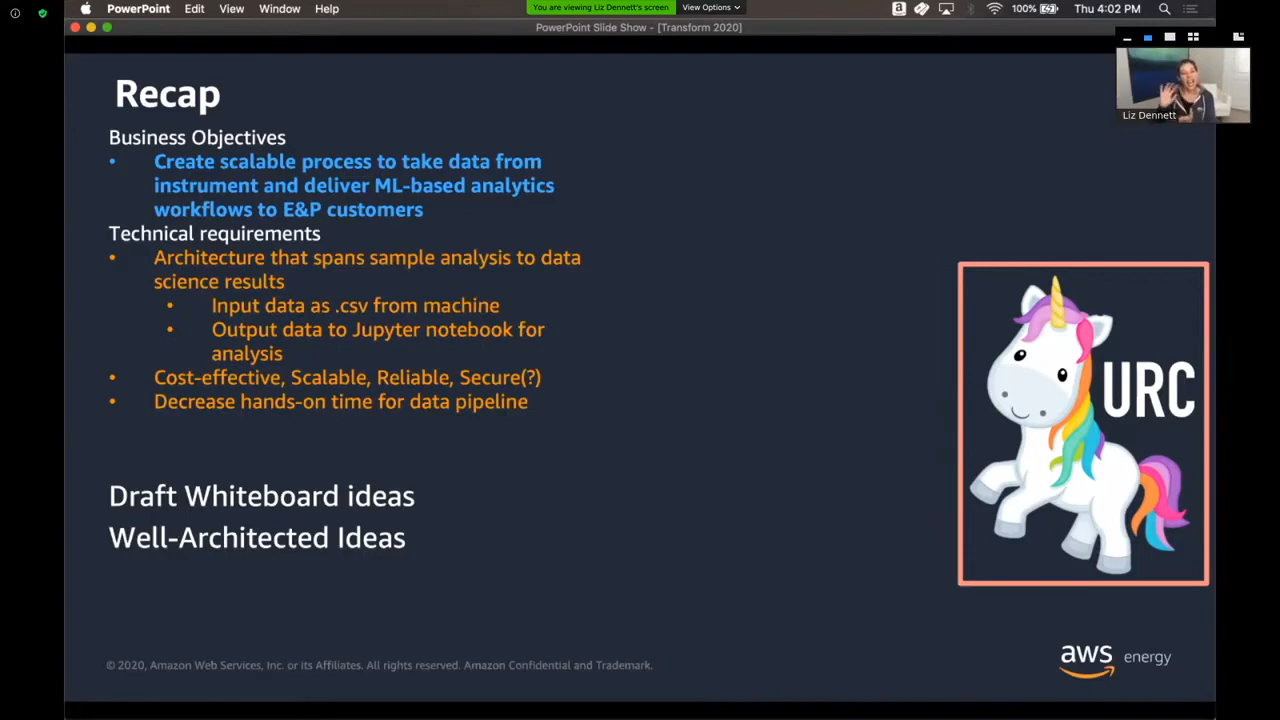 PowerPoint Edit View Window Help
You are viewing Liz Dennett's screen View Options
100% Thu 4:02 PM
PowerPoint Slide Show - [Transform 2020]
Liz Dennett
Recap
Business Objectives
• Create scalable process to take data from
instrument and deliver ML-based analytics
workflows to E&P customers
Technical requirements
• Architecture that spans sample analysis to data
science results
• Input data as .csv from machine
• Output data to Jupyter notebook for
analysis
• Cost-effective, Scalable, Reliable, Secure(?)
• Decrease hands-on time for data pipeline
URC
Draft Whiteboard ideas
Well-Architected Ideas
© 2020, Amazon Web Services, Inc. or its Affiliates. All rights reserved. Amazon Confidential and Trademark.
aws energy